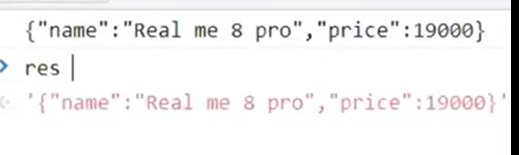 {"name":"Real me 8 pro","price":19000}
res
'{"name":"Real me 8 pro","price":19000}'